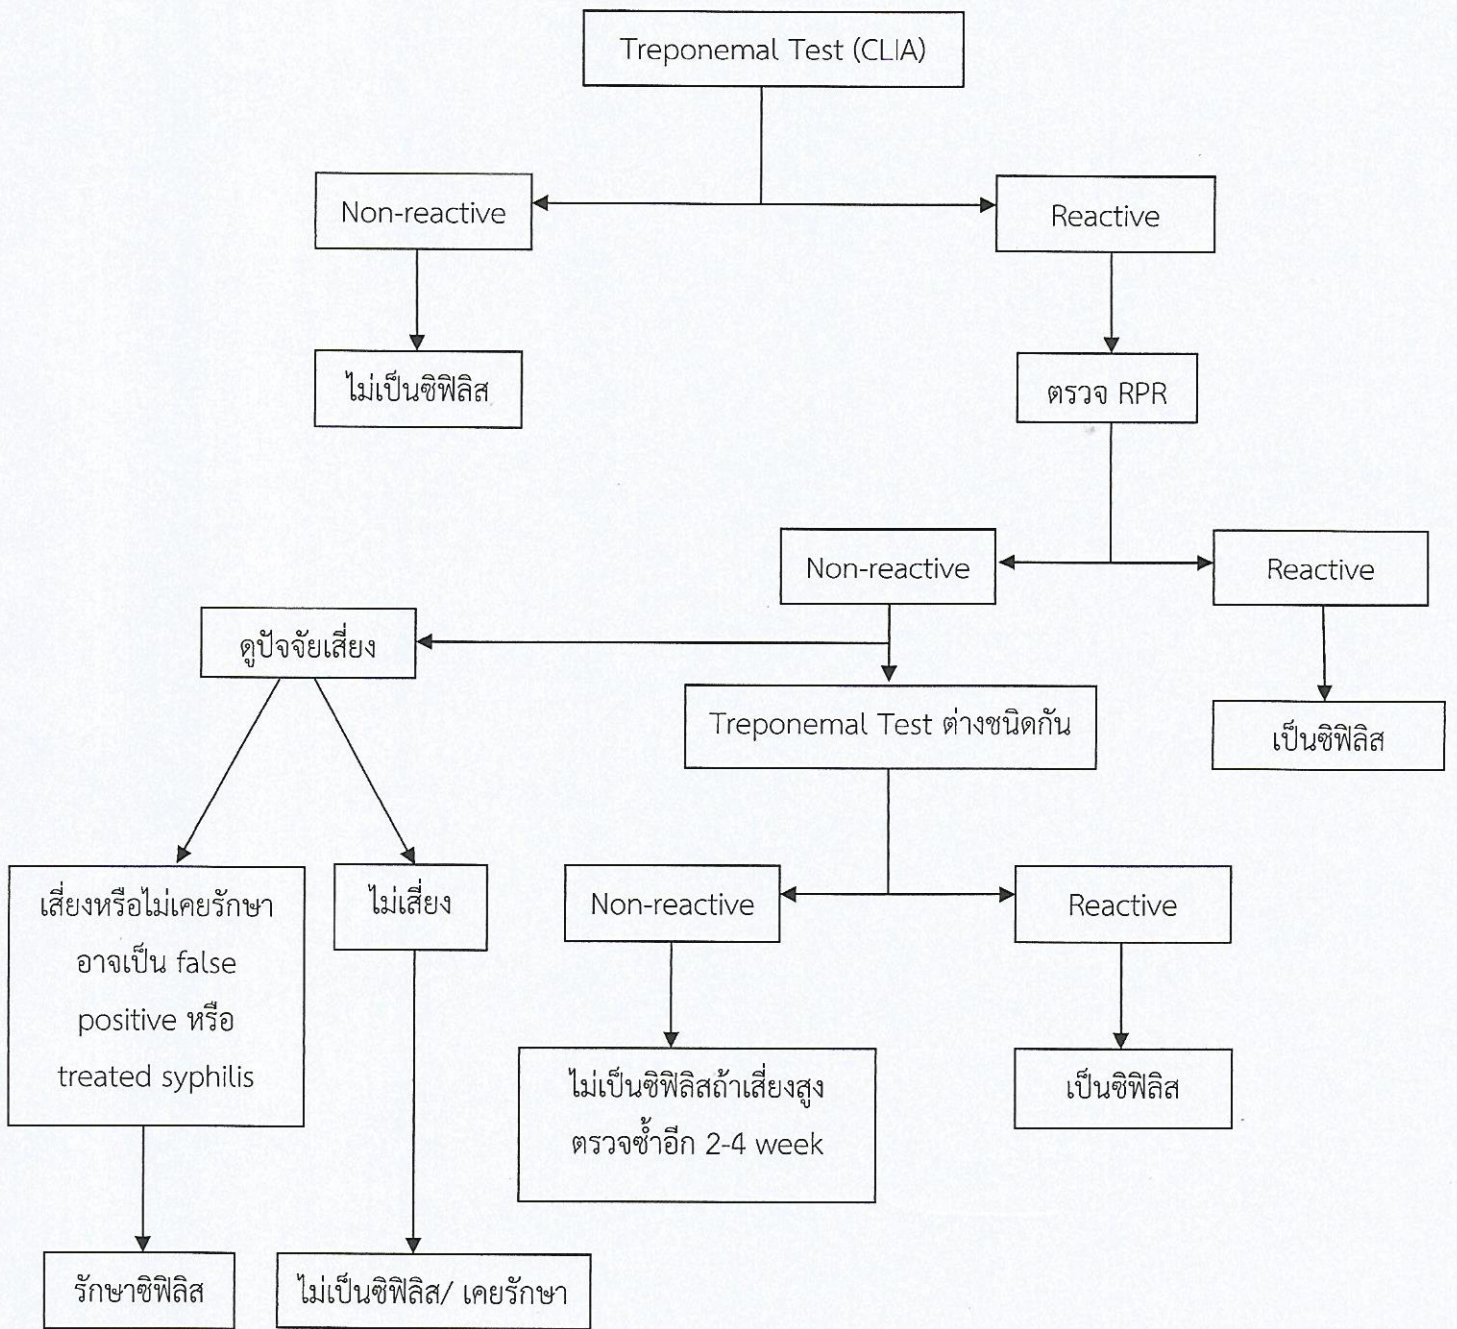 Treponemal Test (CLIA)
Non-reactive
Reactive
ไม่เป็นซิฟิลิส
ตรวจ RPR
Non-reactive
Reactive
ดูปัจจัยเสี่ยง
Treponemal Test ต่างชนิดกัน
เป็นซิฟิลิส
เสี่ยงหรือไม่เคยรักษา
อาจเป็น false
positive หรือ
treated syphilis
ไม่เสี่ยง
Non-reactive
Reactive
ไม่เป็นซิฟิลิสถ้าเสี่ยงสูง
ตรวจซ้ำอีก 2-4 week
เป็นซิฟิลิส
รักษาซิฟิลิส
ไม่เป็นซิฟิลิส/ เคยรักษา